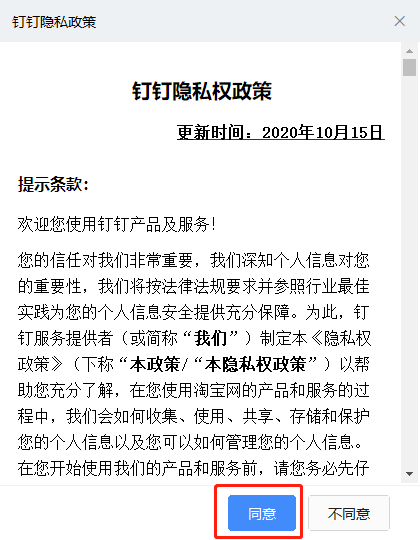 钉钉隐私政策
钉钉隐私权政策
更新时间：2020年10月15日
提示条款：
欢迎您使用钉钉产品及服务！
您的信任对我们非常重要，我们深知个人信息对您
的重要性，我们将按法律法规要求并参照行业最佳
实践为您的个人信息安全提供充分保障。为此，钉
钉服务提供者（或简称“我们”）制定本《隐私权
政策》（下称“本政策/“本隐私权政策”）以帮
助您充分了解，在您使用淘宝网的产品和服务的过
程中，我们会如何收集、使用、共享、存储和保护
您的个人信息以及您可以如何管理您的个人信息。
在您开始使用我们的产品和服务前，请您务必先仔
同意
不同意